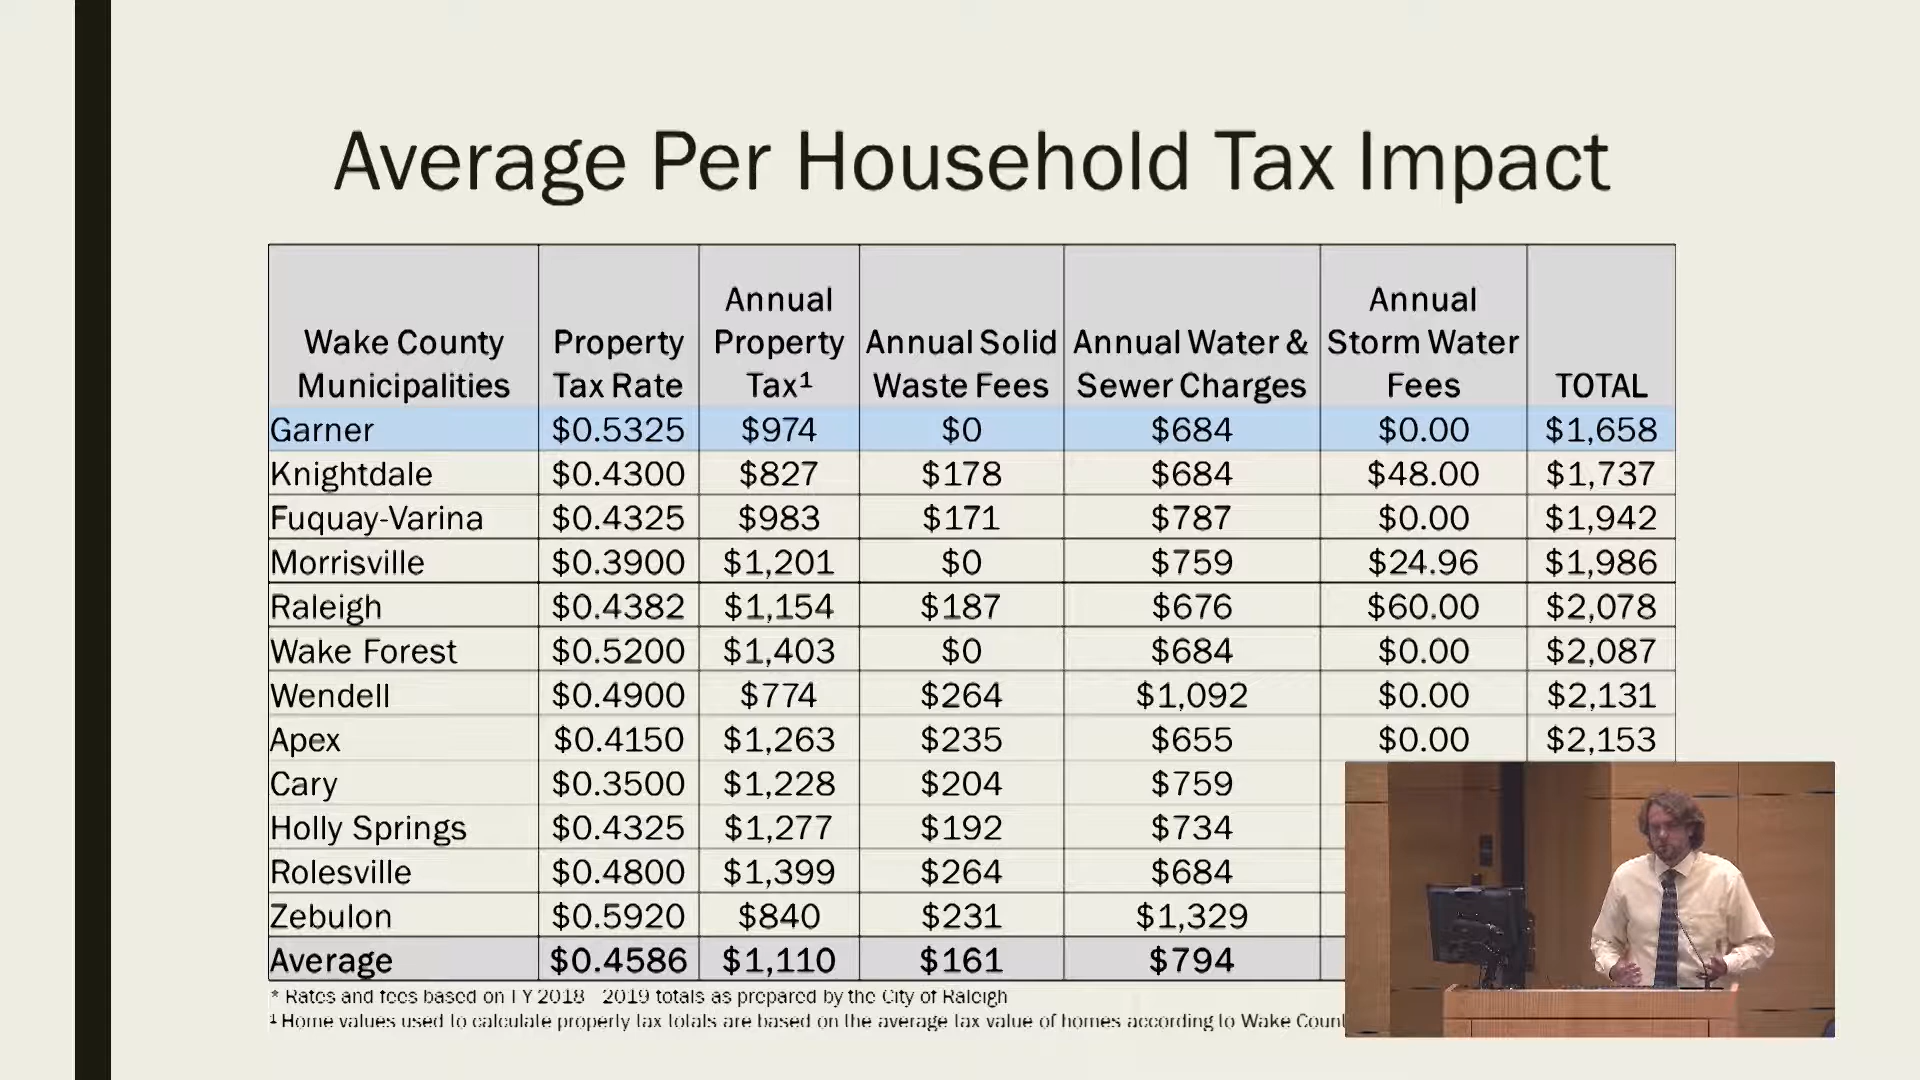 Average Per Household Tax Impact
Wake County Municipalities Property Tax Rate Annual Property Tax¹ Annual Solid Waste Fees Annual Water & Sewer Charges Annual Storm Water Fees TOTAL
Garner $0.5325 $974 $0 $684 $0.00 $1,658
Knightdale $0.4300 $827 $178 $684 $48.00 $1,737
Fuquay-Varina $0.4325 $983 $171 $787 $0.00 $1,942
Morrisville $0.3900 $1,201 $0 $759 $24.96 $1,986
Raleigh $0.4382 $1,154 $187 $676 $60.00 $2,078
Wake Forest $0.5200 $1,403 $0 $684 $0.00 $2,087
Wendell $0.4900 $774 $264 $1,092 $0.00 $2,131
Apex $0.4150 $1,263 $235 $655 $0.00 $2,153
Cary $0.3500 $1,228 $204 $759
Holly Springs $0.4325 $1,277 $192 $734
Rolesville $0.4800 $1,399 $264 $684
Zebulon $0.5920 $840 $231 $1,329
Average $0.4586 $1,110 $161 $794
* Rates and fees based on FY 2018 - 2019 totals as prepared by the City of Raleigh
¹ Home values used to calculate property tax totals are based on the average tax value of homes according to Wake